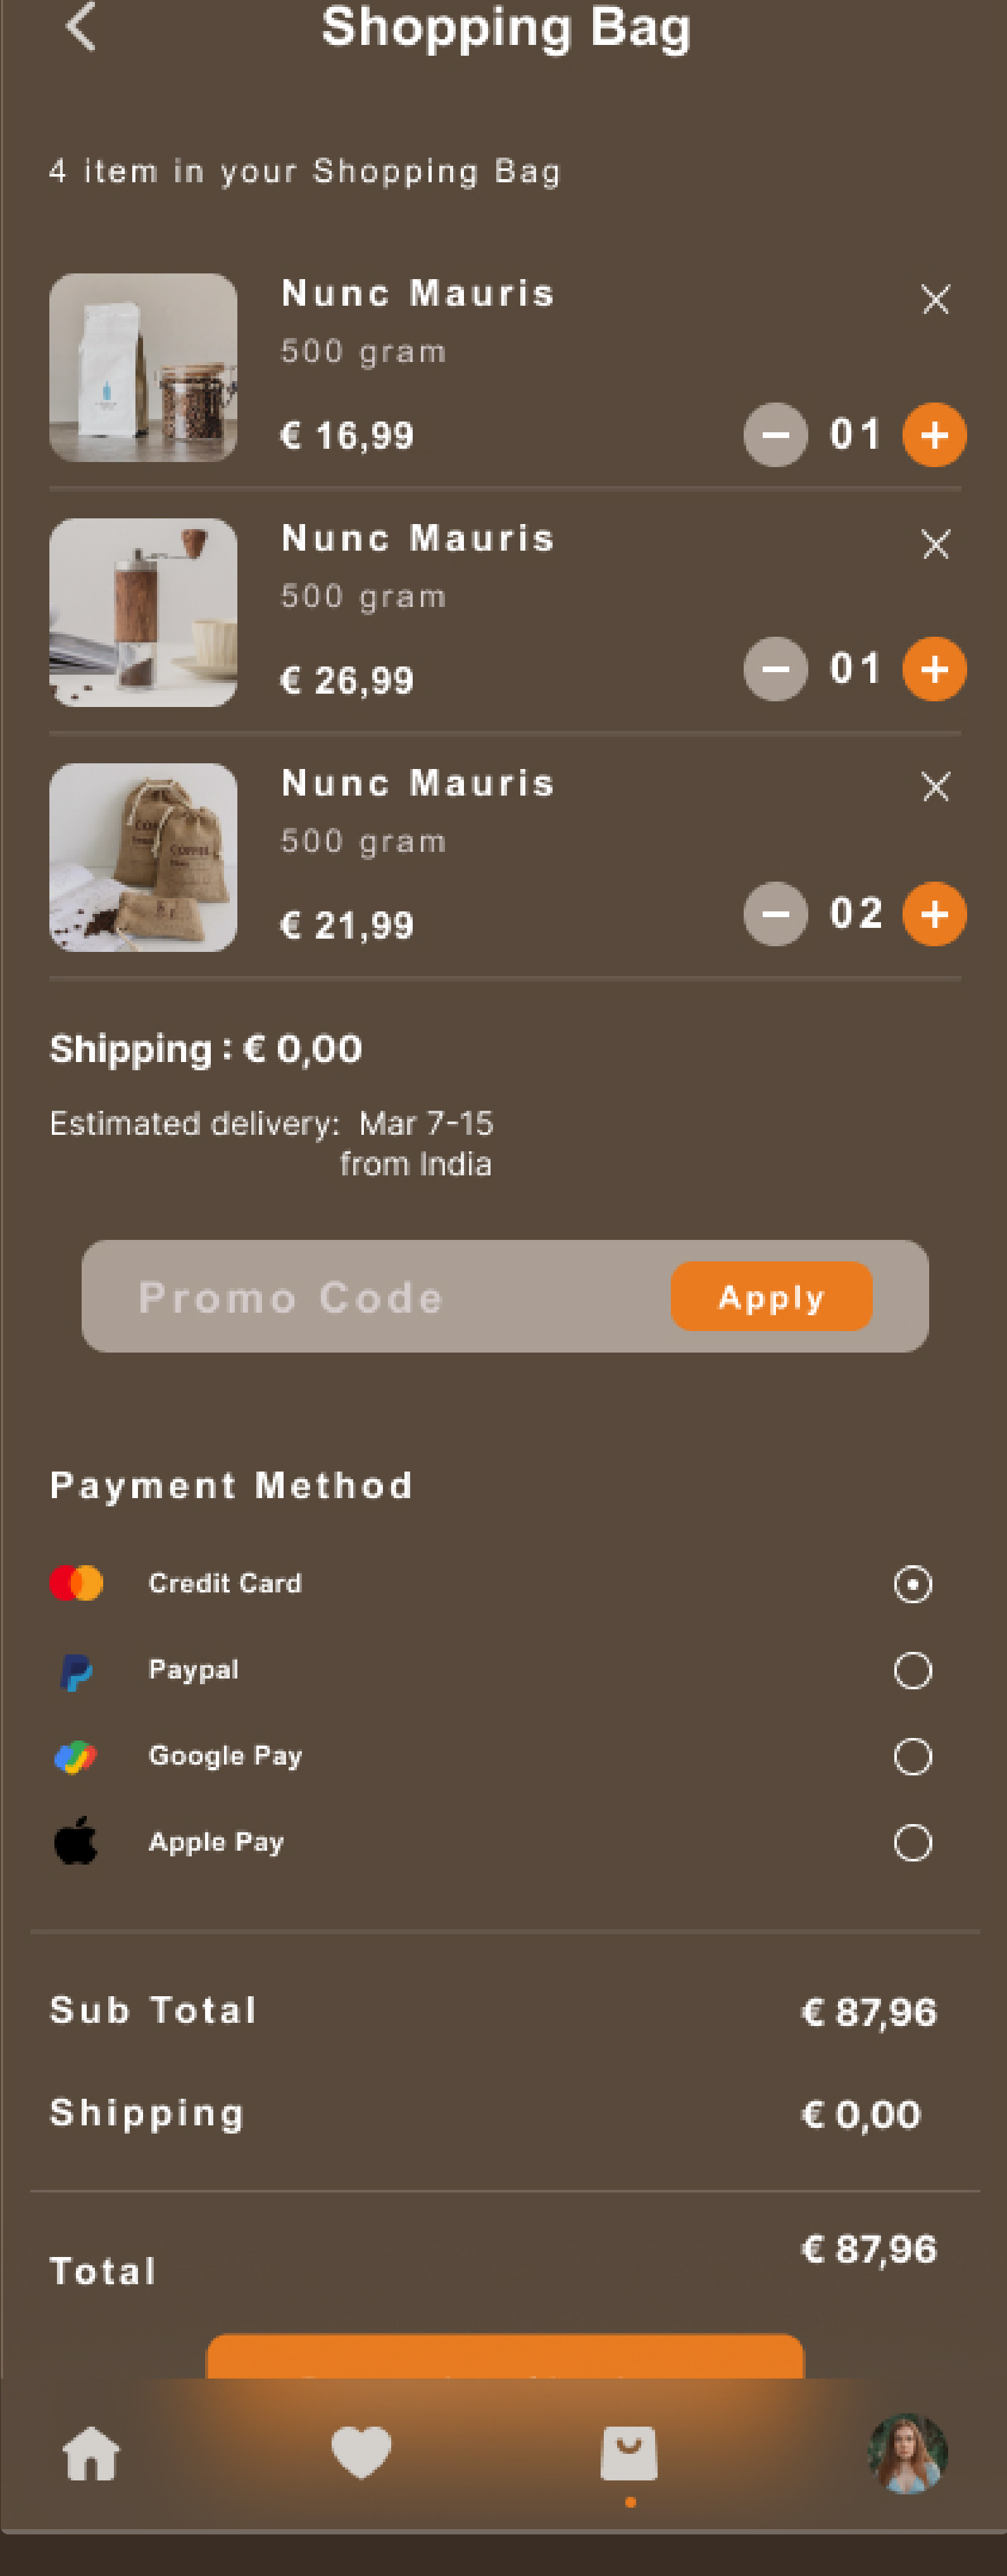 Shopping Bag
4 item in your Shopping Bag
Nunc Mauris
500 gram
€ 16,99
01
Nunc Mauris
500 gram
€ 26,99
01
Nunc Mauris
500 gram
€ 21,99
02
Shipping : € 0,00
Estimated delivery: Mar 7-15
from India
Promo Code
Apply
Payment Method
Credit Card
Paypal
Google Pay
Apple Pay
Sub Total € 87,96
Shipping € 0,00
Total € 87,96